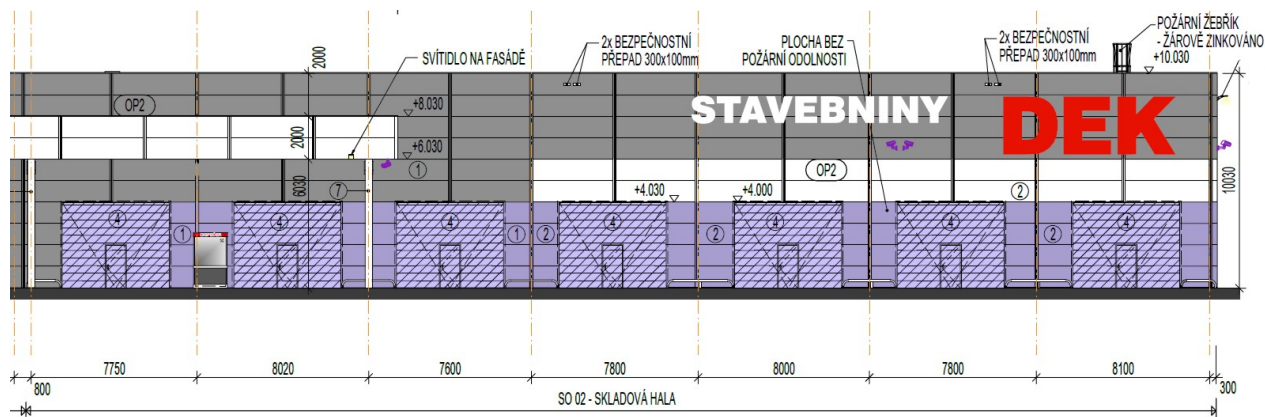 POŽÁRNÍ ŽEBŘÍK
- ŽÁROVĚ ZINKOVÁNO
+10.030
2x BEZPEČNOSTNÍ
PŘEPAD 300x100mm
PLOCHA BEZ
POŽÁRNÍ ODOLNOSTI
2x BEZPEČNOSTNÍ
PŘEPAD 300x100mm
SVÍTIDLO NA FASÁDĚ
2000
OP2
+8.030
STAVEBNINY
DEK
2000
+6.030
1
OP2
10030
6030
7
+4.030
+4.000
2
4
1
4
4
1
2
4
2
4
4
2
4
7750
8020
7600
7800
8000
7800
8100
800
300
SO 02 - SKLADOVÁ HALA